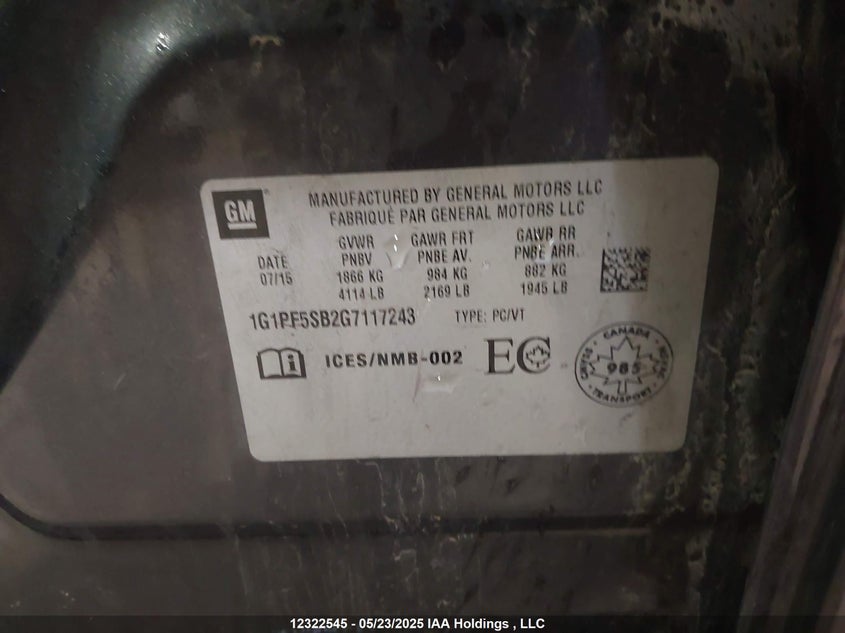 GM
MANUFACTURED BY GENERAL MOTORS LLC
FABRIQUÉ PAR GENERAL MOTORS LLC
DATE
07/15
GVWR
PNBV
1866 KG
4114 LB
GAWR FRT
PNBE AV.
984 KG
2169 LB
GAWR RR
PNBE ARR.
882 KG
1945 LB
1G1PF5SB2G7117243 TYPE: PC/VT
i ICES/NMB-002 EC
CANADA
985
TRANSPORT
12322545 - 05/23/2025 IAA Holdings , LLC